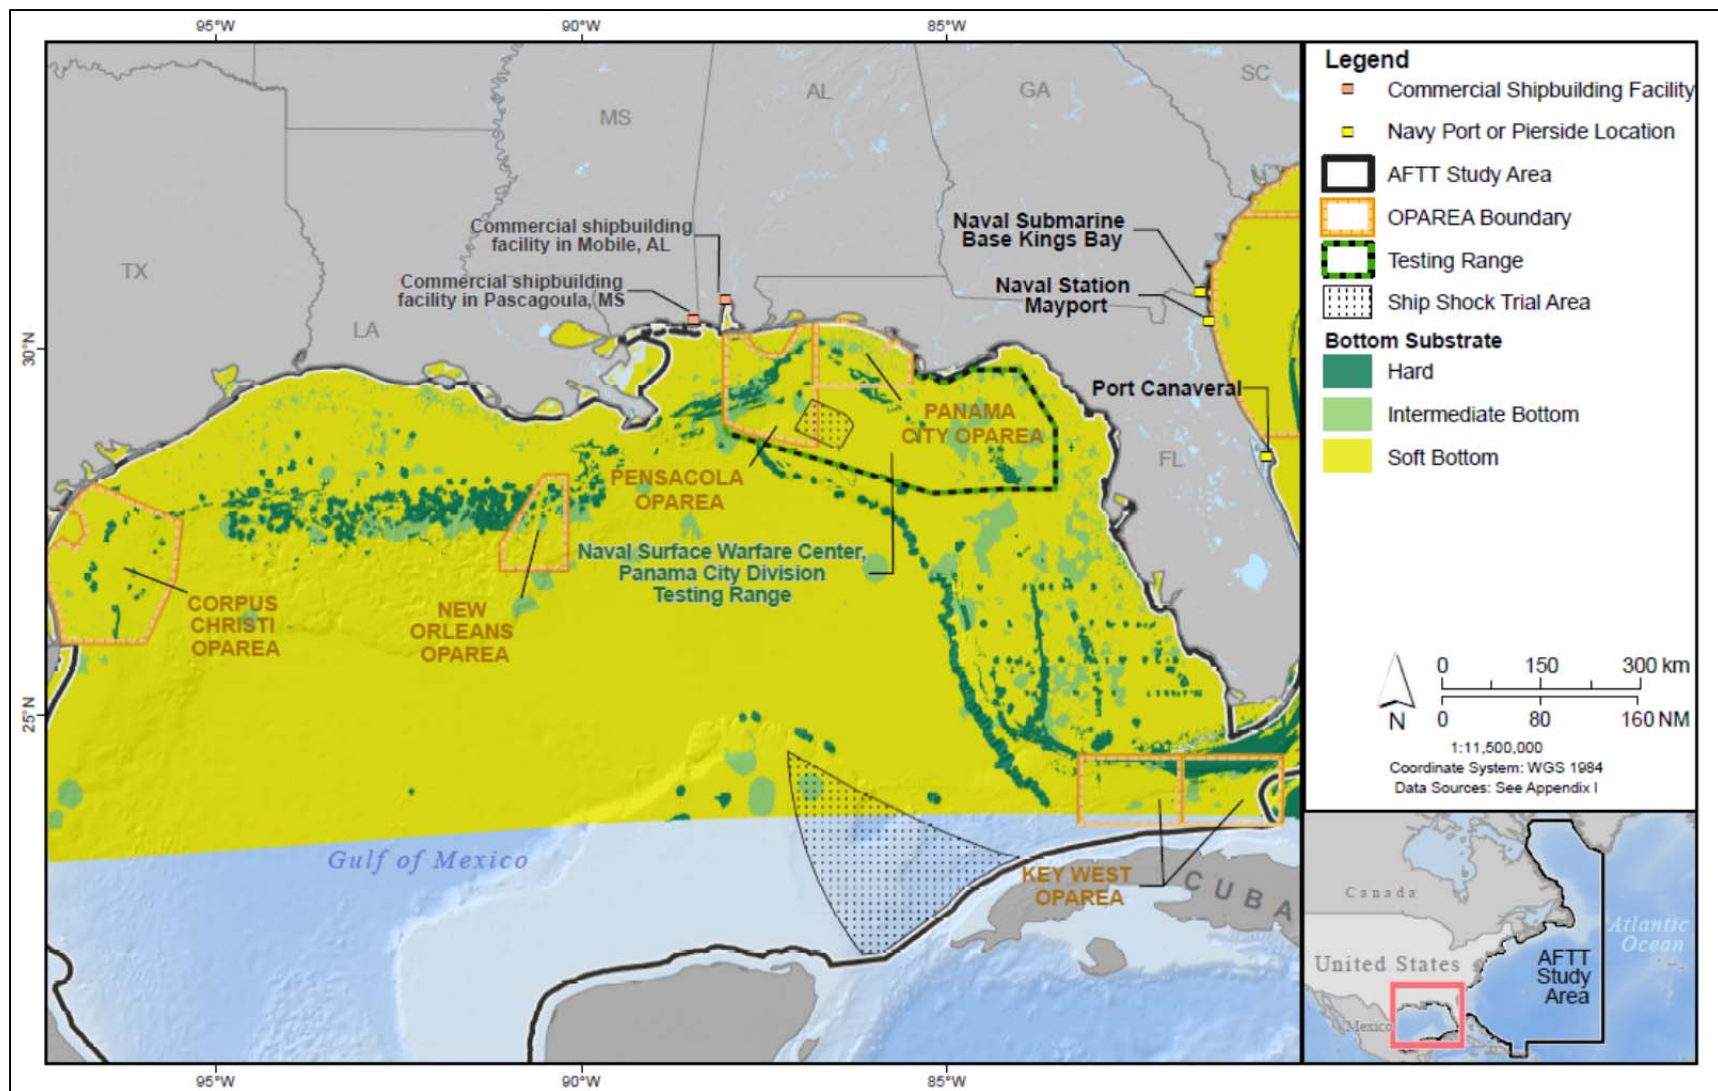 95°W
90°W
85°W
30°N
25°N
TX
LA
MS
AL
GA
SC
FL
Commercial shipbuilding
facility in Mobile, AL
Commercial shipbuilding
facility in Pascagoula, MS
Naval Submarine
Base Kings Bay
Naval Station
Mayport
Port Canaveral
PANAMA
CITY OPAREA
PENSACOLA
OPAREA
Naval Surface Warfare Center,
Panama City Division
Testing Range
CORPUS
CHRISTI
OPAREA
NEW
ORLEANS
OPAREA
Gulf of Mexico
KEY WEST
OPAREA
CUBA
95°W
90°W
85°W
Legend
Commercial Shipbuilding Facility
Navy Port or Pierside Location
AFTT Study Area
OPAREA Boundary
Testing Range
Ship Shock Trial Area
Bottom Substrate
Hard
Intermediate Bottom
Soft Bottom
N
0 150 300 km
0 80 160 NM
1:11,500,000
Coordinate System: WGS 1984
Data Sources: See Appendix I
Canada
United States
Mexico
Atlantic
Ocean
AFTT
Study
Area